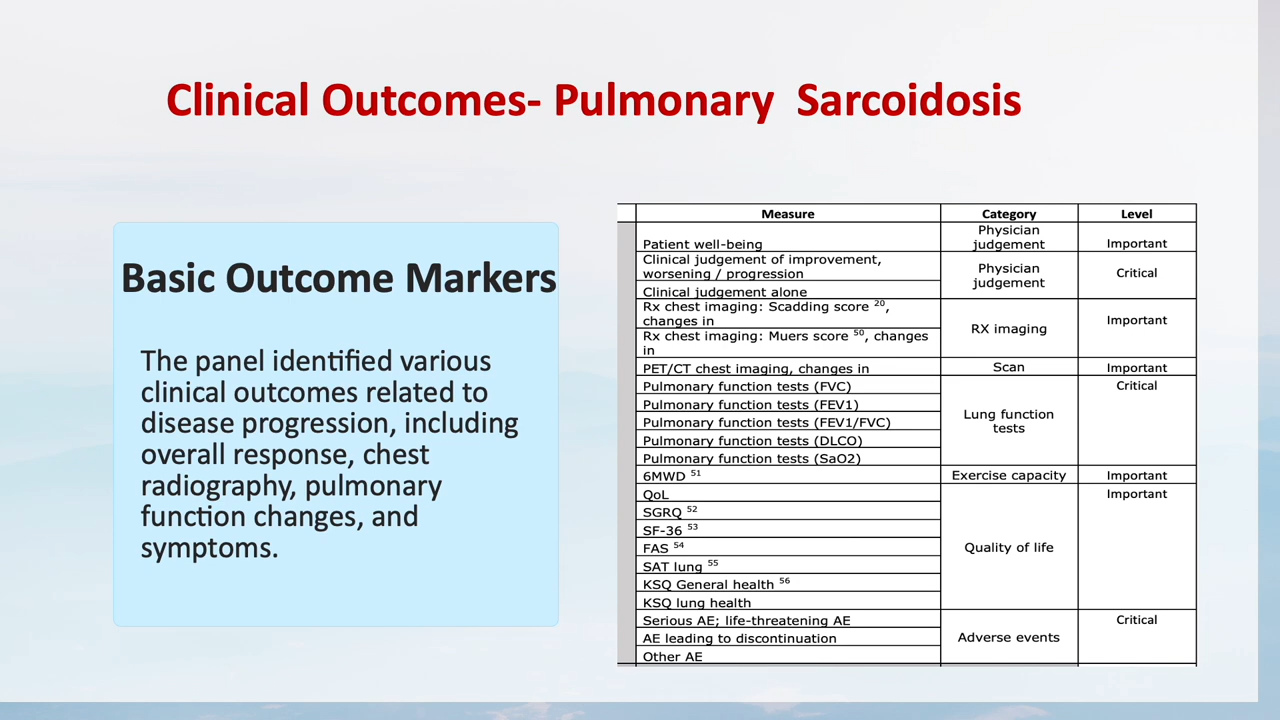 Clinical Outcomes- Pulmonary  Sarcoidosis
Basic Outcome Markers
The panel identified various
clinical outcomes related to
disease progression, including
overall response, chest
radiography, pulmonary
function changes, and
symptoms.
Measure Category Level
Patient well-being Physician judgement Important
Clinical judgement of improvement,
worsening / progression
Physician
judgement
Critical
Clinical judgement alone
Rx chest imaging: Scadding score 20,
changes in
RX imaging
Important
Rx chest imaging: Muers score 50, changes
in
PET/CT chest imaging, changes in Scan Important
Pulmonary function tests (FVC) Critical
Pulmonary function tests (FEV1)
Lung function
tests
Pulmonary function tests (FEV1/FVC)
Pulmonary function tests (DLCO)
Pulmonary function tests (SaO2)
6MWD 51 Exercise capacity Important
QoL Important
SGRQ 52
SF-36 53
FAS 54 Quality of life
SAT lung 55
KSQ General health 56
KSQ lung health
Serious AE; life-threatening AE Critical
AE leading to discontinuation Adverse events
Other AE